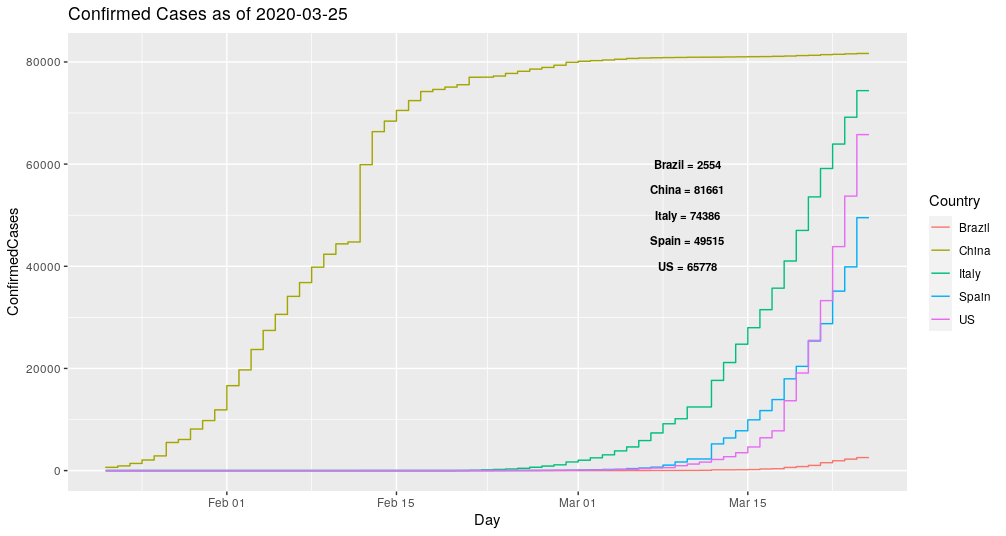 Confirmed Cases as of 2020-03-25
ConfirmedCases
80000
60000
40000
20000
0
Brazil = 2554
China = 81661
Italy = 74386
Spain = 49515
US = 65778
Feb 01
Feb 15
Mar 01
Mar 15
Day
Country
Brazil
China
Italy
Spain
US